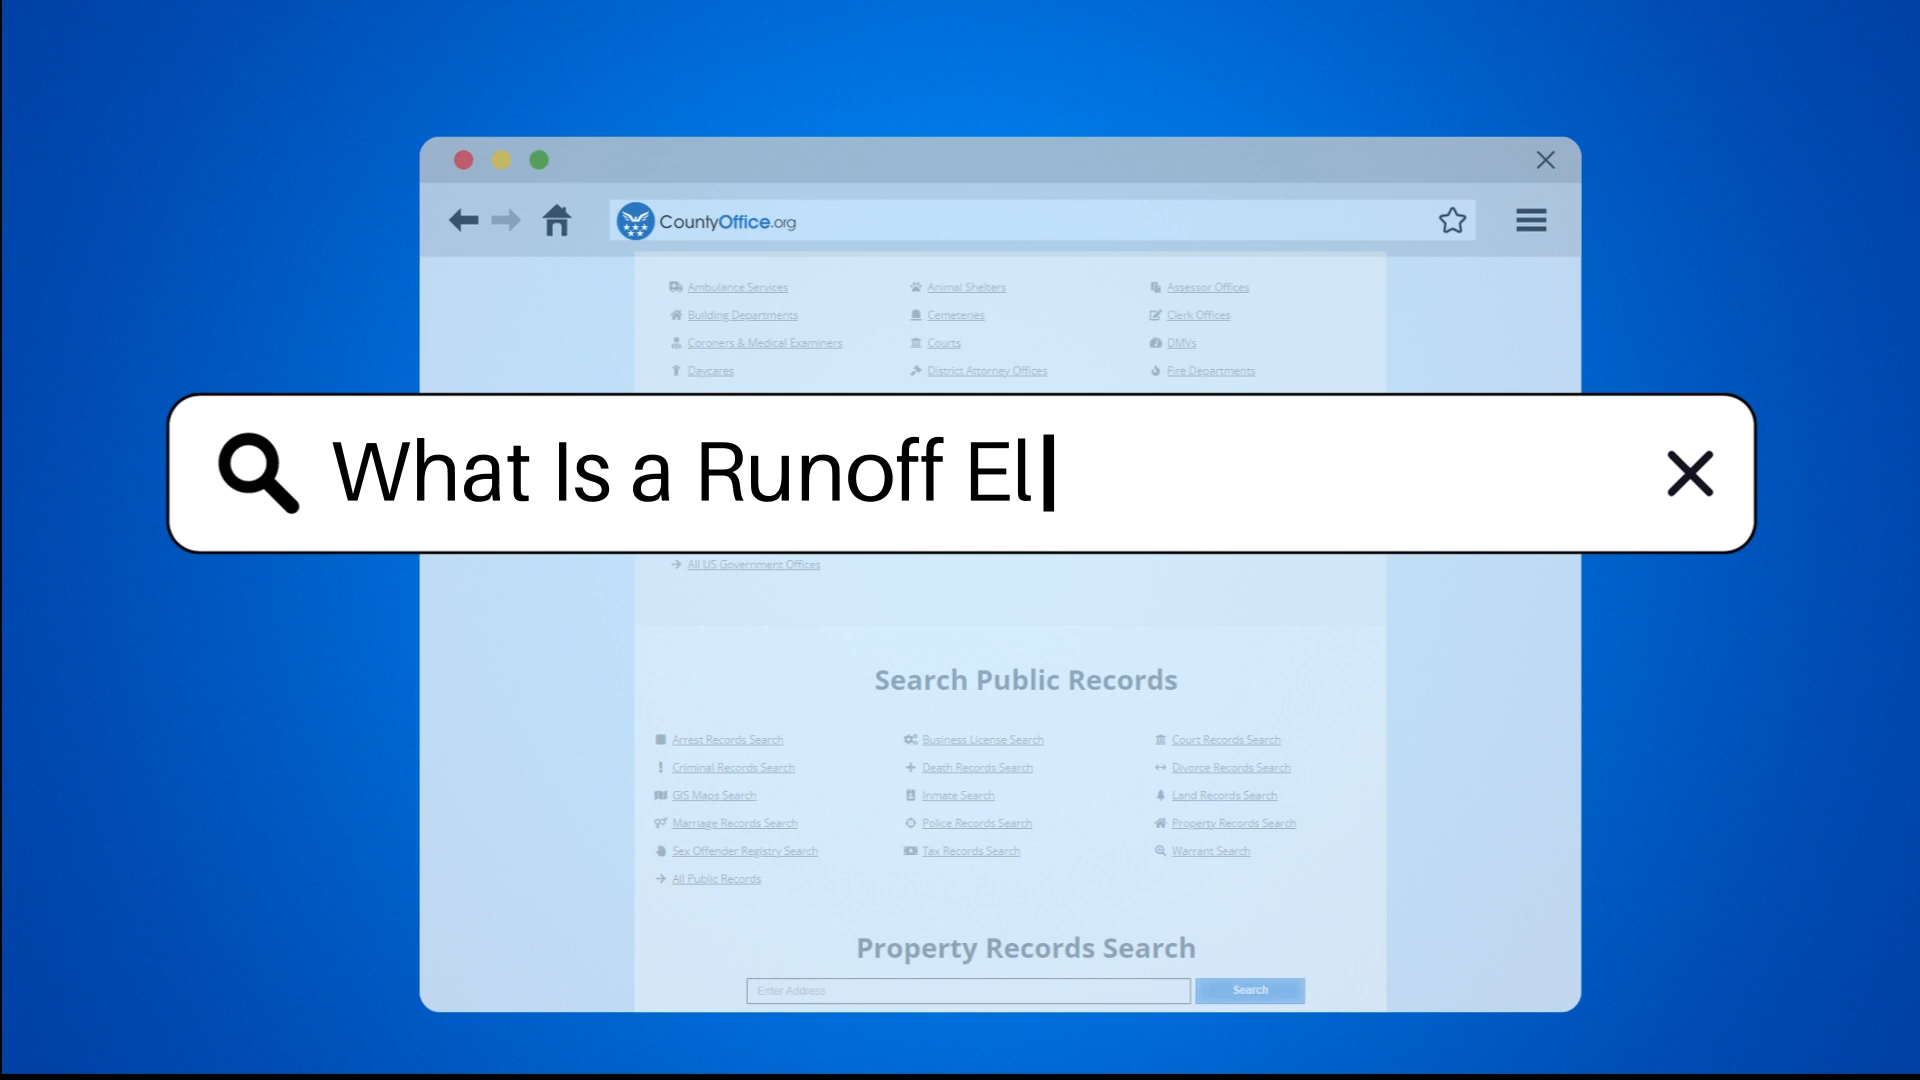 CountyOffice.org
Ambulance Services Animal Shelters Assessor Offices
Building Departments Cemeteries Clerk Offices
Coroners & Medical Examiners Courts DMVs
Daycares District Attorney Offices Fire Departments
What Is a Runoff El
All US Government Offices
Search Public Records
Arrest Records Search Business License Search Court Records Search
Criminal Records Search Death Records Search Divorce Records Search
GIS Maps Search Inmate Search Land Records Search
Marriage Records Search Police Records Search Property Records Search
Sex Offender Registry Search Tax Records Search Warrant Search
All Public Records
Property Records Search
Enter Address Search